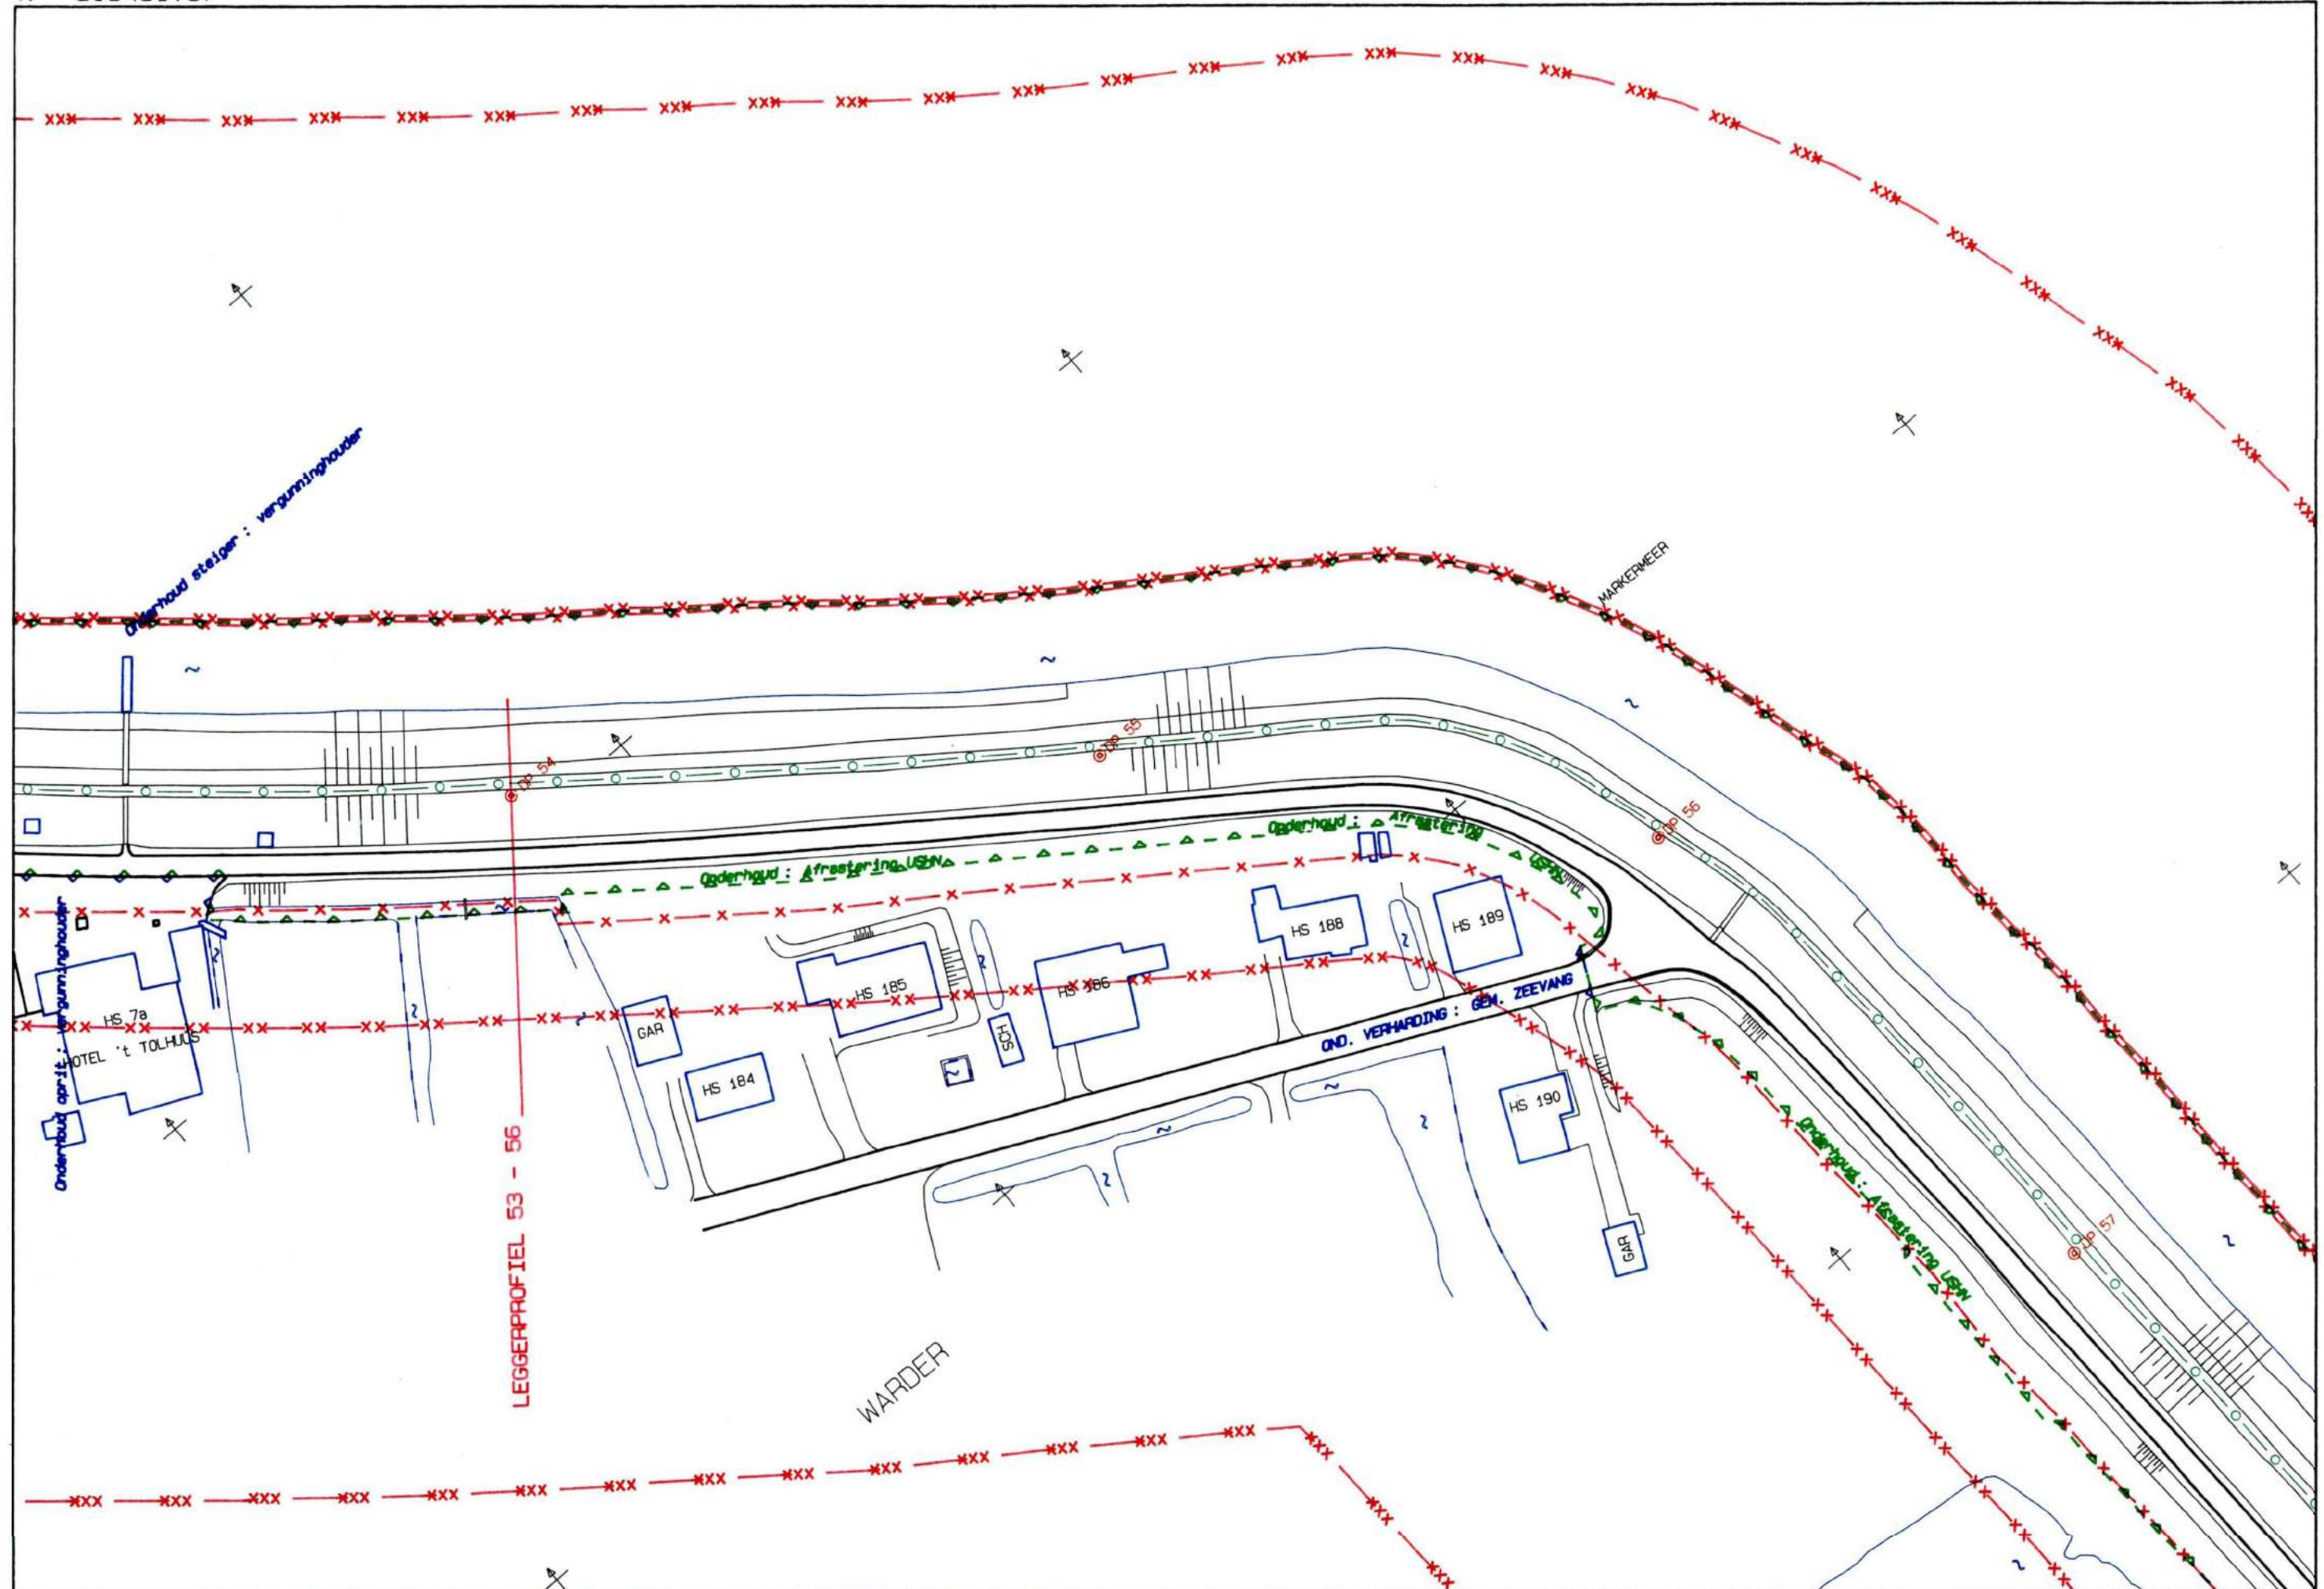 Onderhoud steiger : vergunninghouder
MARKERMEER
DP 54
DP 55
DP 56
DP 57
Onderhoud : Afrastering USHN
Onderhoud : Afrastering USHN
Onderhoud : Afrastering USHN
Onderhoud oprit : vergunninghouder
HS 7a
HOTEL 't TOLHUUS
GAR
HS 184
HS 185
SCH
HS 186
HS 188
HS 189
OND. VERHARDING : GEM. ZEEVANG
HS 190
GAR
LEGGERPROFIEL 53 - 56
WARDER